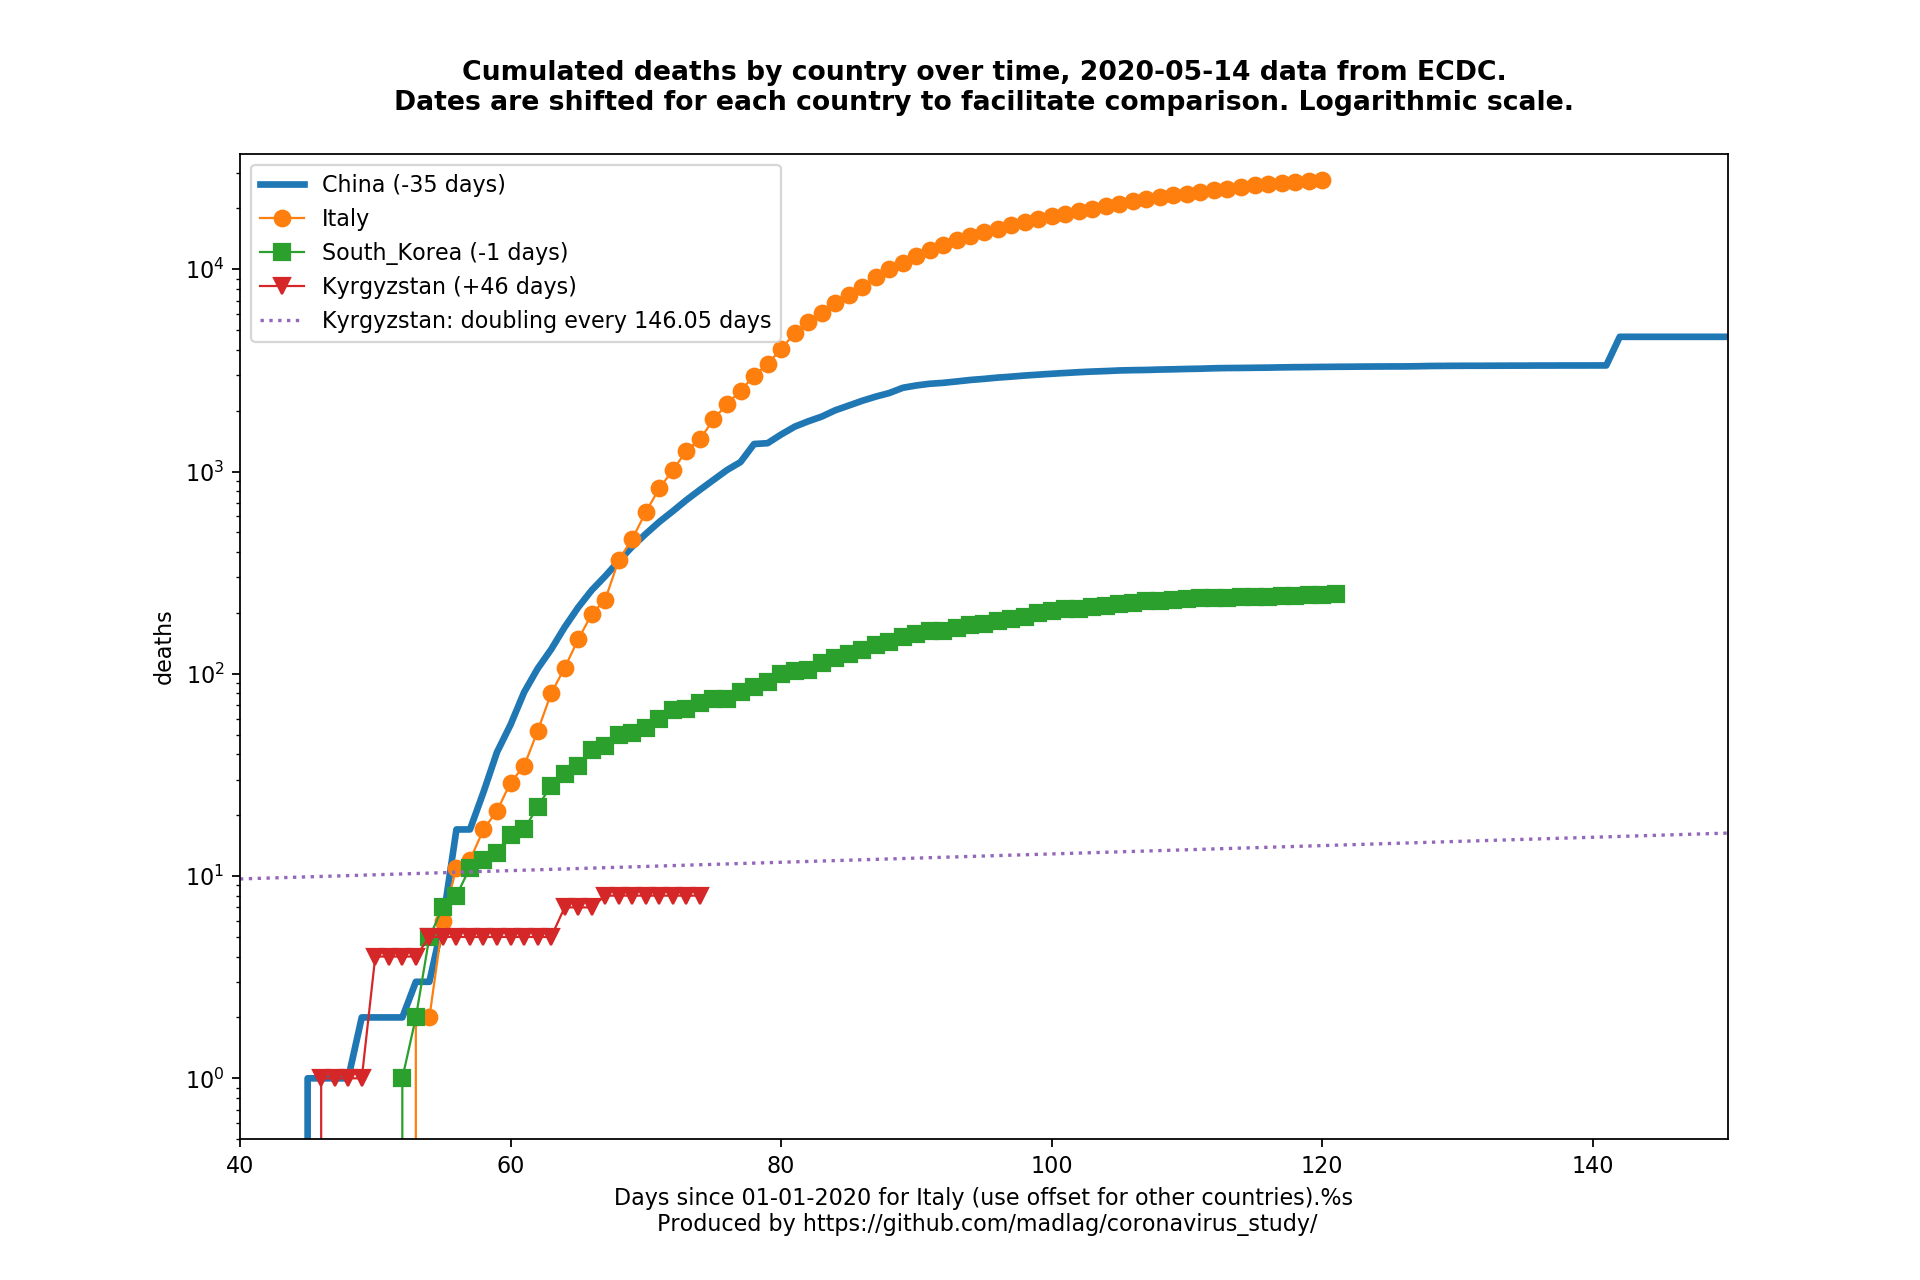 Cumulated deaths by country over time, 2020-05-14 data from ECDC.
Dates are shifted for each country to facilitate comparison. Logarithmic scale.
China (-35 days)
Italy
South_Korea (-1 days)
Kyrgyzstan (+46 days)
Kyrgyzstan: doubling every 146.05 days
deaths
10⁴
10³
10²
10¹
10⁰
40 60 80 100 120 140
Days since 01-01-2020 for Italy (use offset for other countries).%s
Produced by https://github.com/madlag/coronavirus_study/